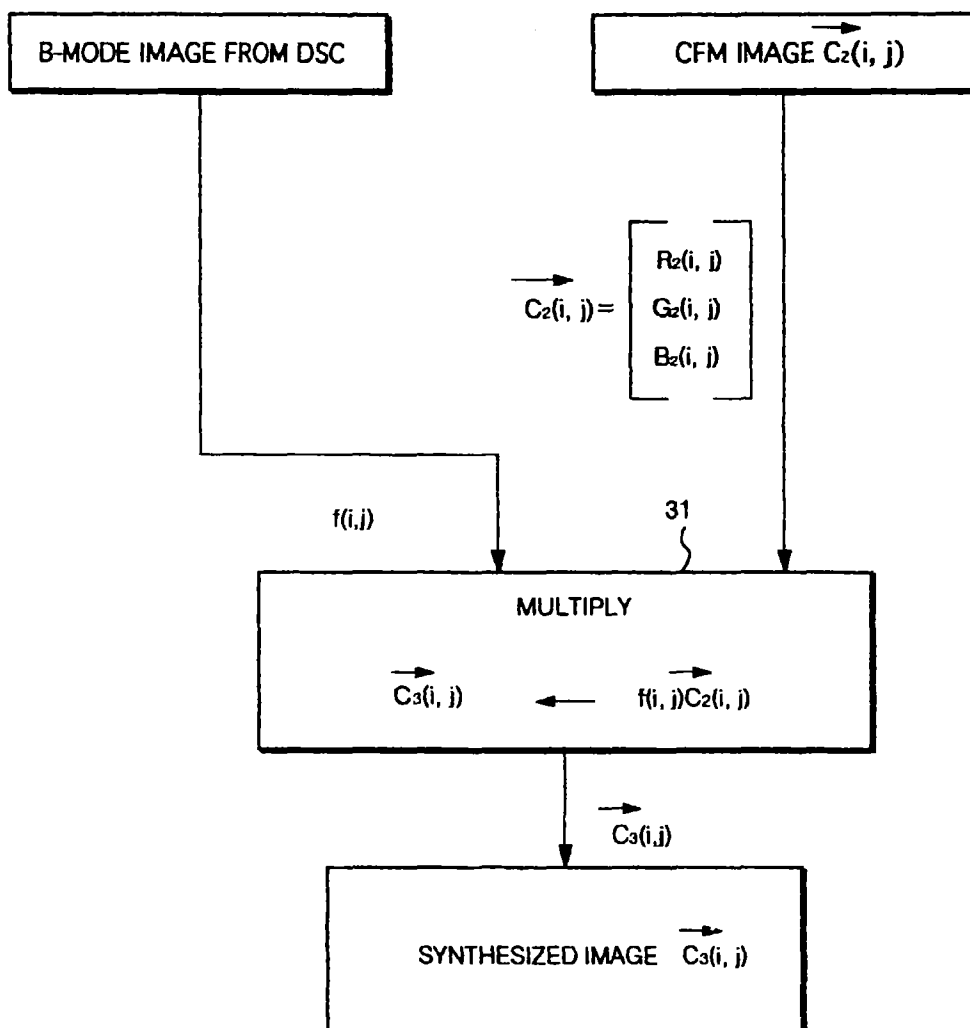 B-MODE IMAGE FROM DSC
CFM IMAGE C₂(i, j)
C₂(i, j)=
R₂(i, j)
G₂(i, j)
B₂(i, j)
f(i,j)
31
MULTIPLY
C₃(i, j) ← f(i, j)C₂(i, j)
C₃(i,j)
SYNTHESIZED IMAGE C₃(i, j)